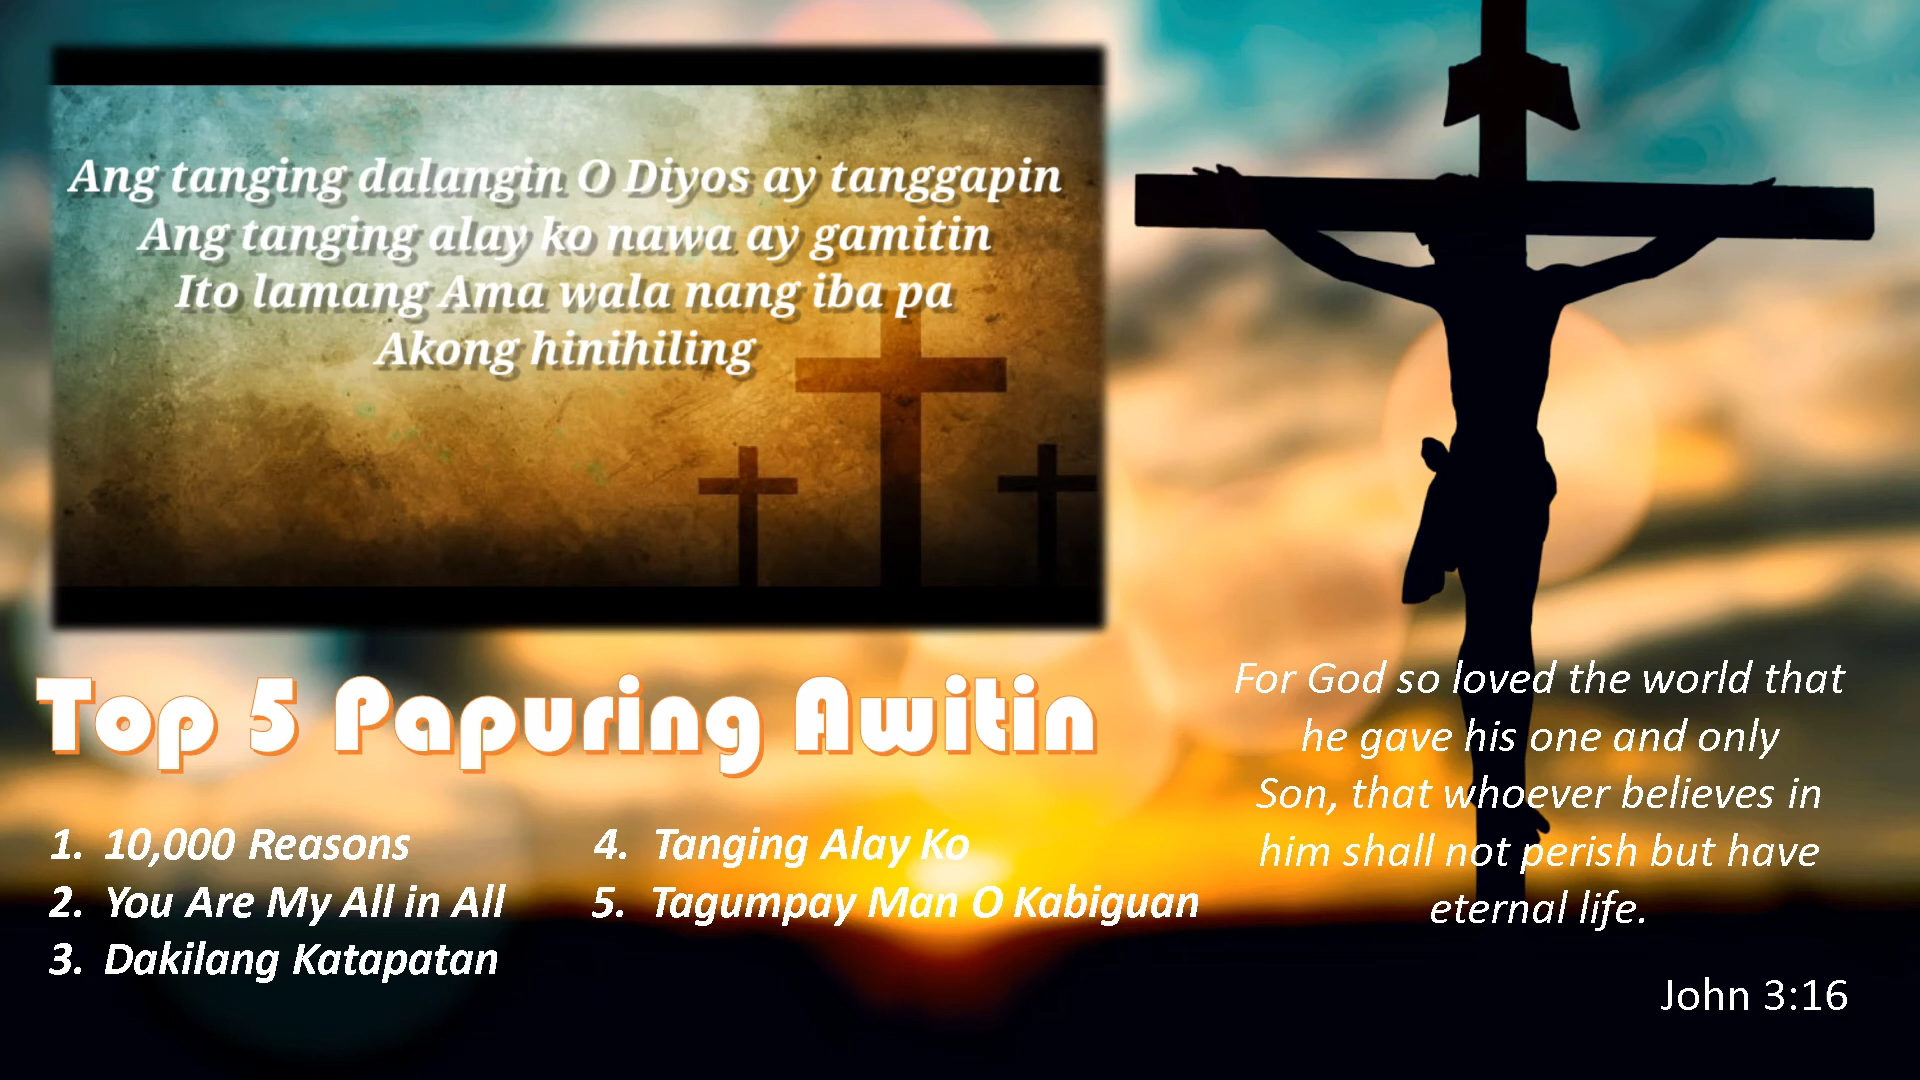 Ang tanging dalangin O Diyos ay tanggapin
Ang tanging alay ko nawa ay gamitin
Ito lamang Ama wala nang iba pa
Akong hinihiling
Top 5 Papuring Awitin
1. 10,000 Reasons
2. You Are My All in All
3. Dakilang Katapatan
4. Tanging Alay Ko
5. Tagumpay Man O Kabiguan
For God so loved the world that
he gave his one and only
Son, that whoever believes in
him shall not perish but have
eternal life.
John 3:16